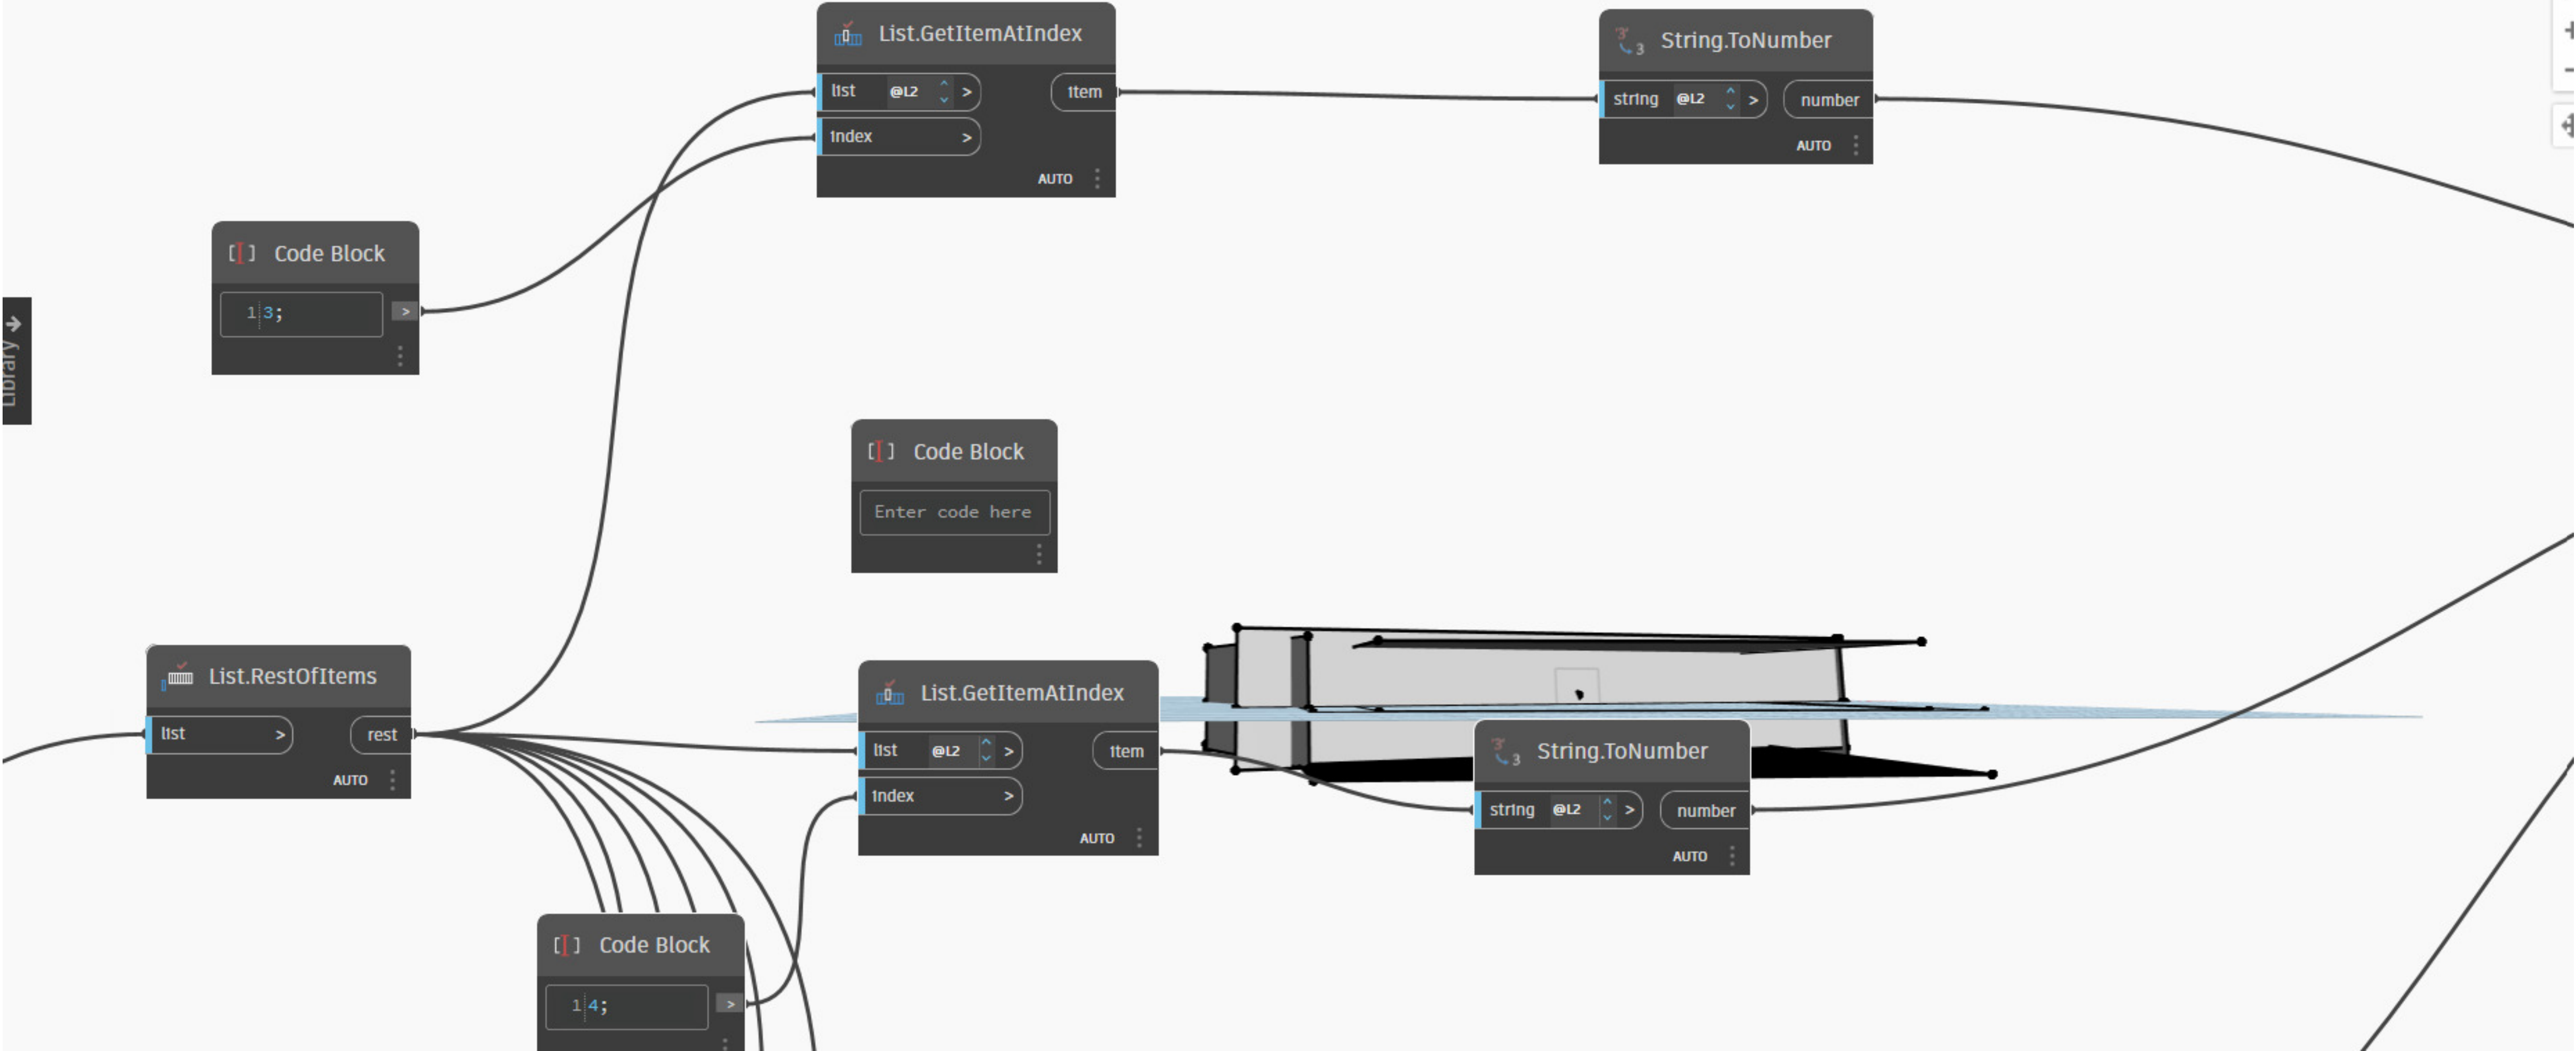 List.GetItemAtIndex
list @L2 > item
index >
AUTO
String.ToNumber
string @L2 > number
AUTO
Code Block
1 3; >
Library
Code Block
Enter code here
List.RestOfItems
list > rest
AUTO
List.GetItemAtIndex
list @L2 > item
index >
AUTO
String.ToNumber
string @L2 > number
AUTO
Code Block
1 4; >